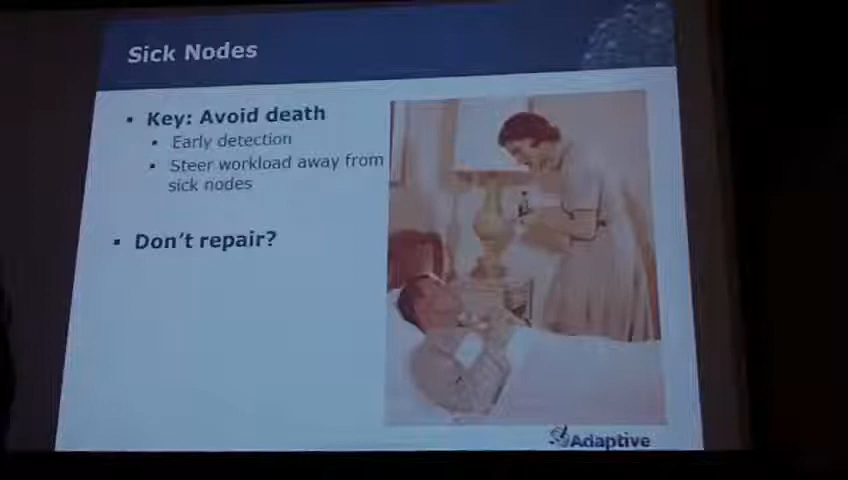 Sick Nodes
▪ Key: Avoid death
▪ Early detection
▪ Steer workload away from
sick nodes
▪ Don't repair?
Adaptive